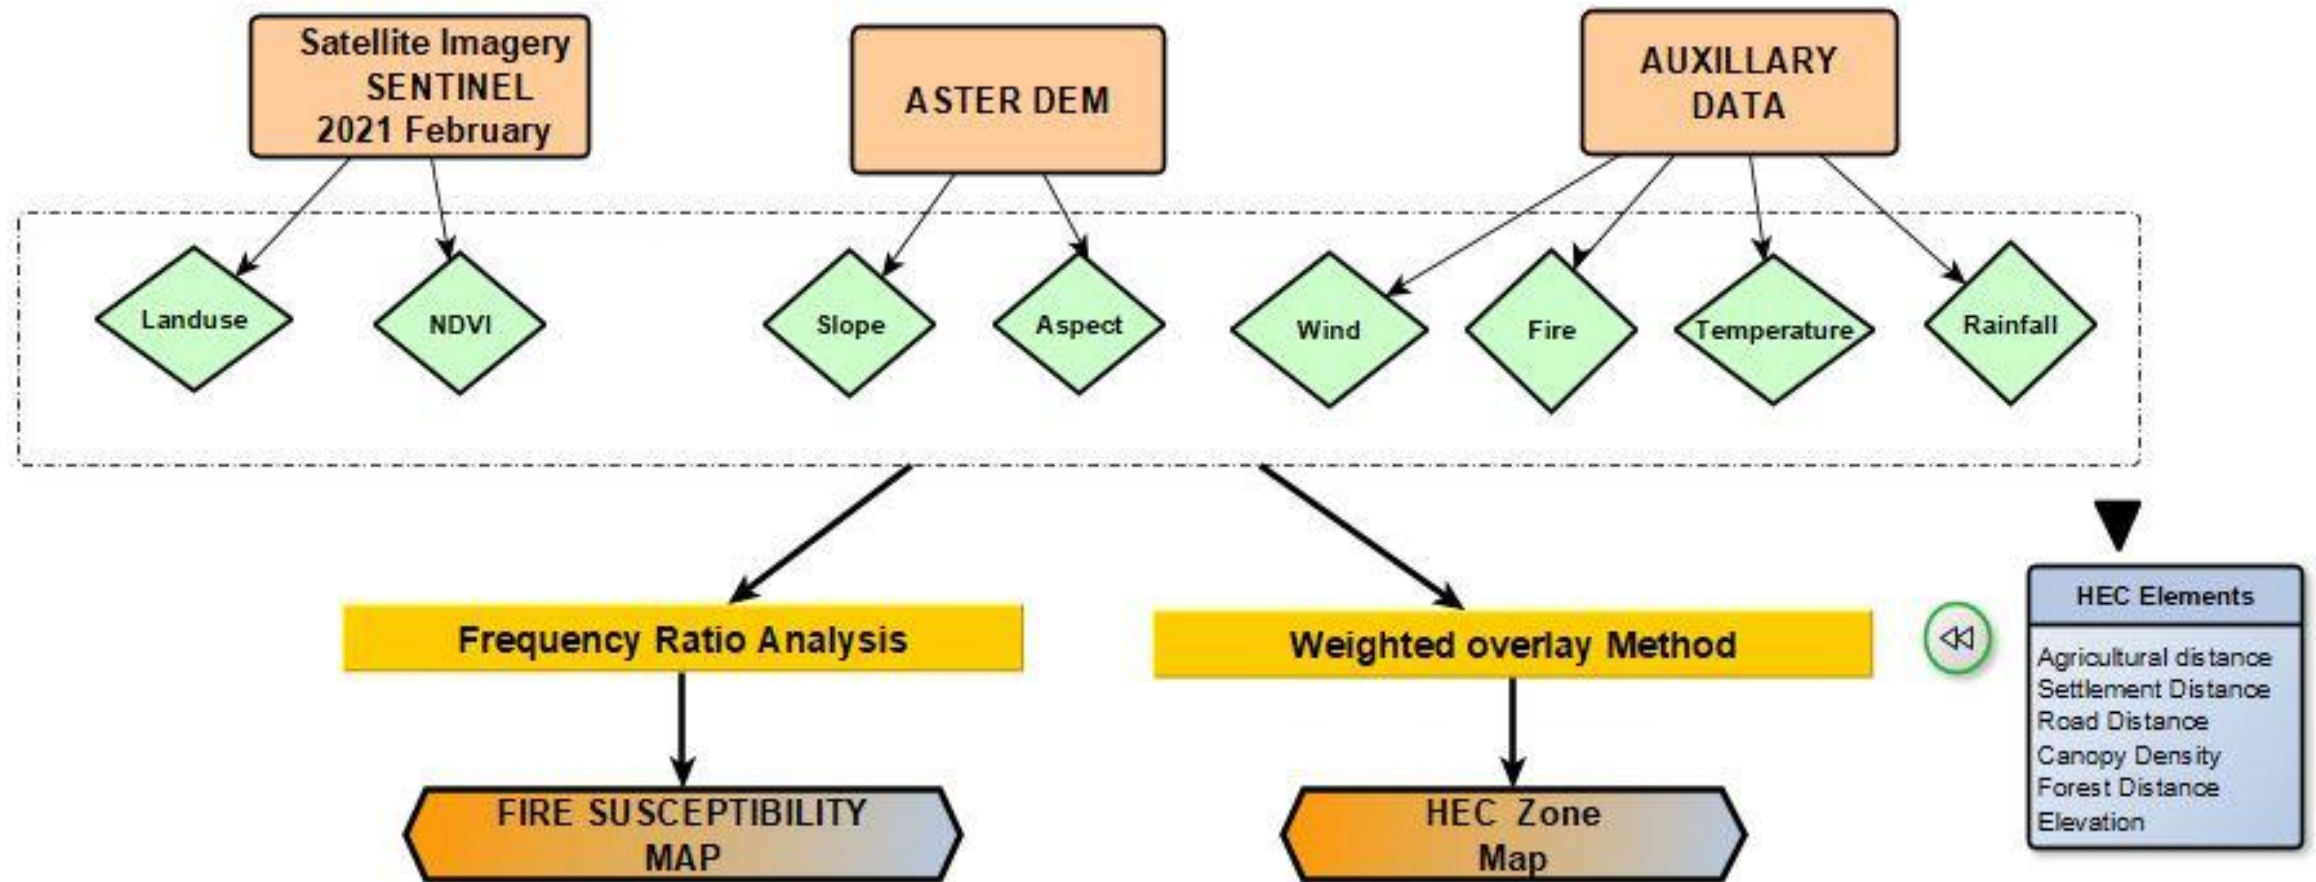 Satellite Imagery
SENTINEL
2021 February
ASTER DEM
AUXILLARY
DATA
Landuse
NDVI
Slope
Aspect
Wind
Fire
Temperature
Rainfall
Frequency Ratio Analysis
Weighted overlay Method
HEC Elements
Agricultural distance
Settlement Distance
Road Distance
Canopy Density
Forest Distance
Elevation
FIRE SUSCEPTIBILITY
MAP
HEC Zone
Map